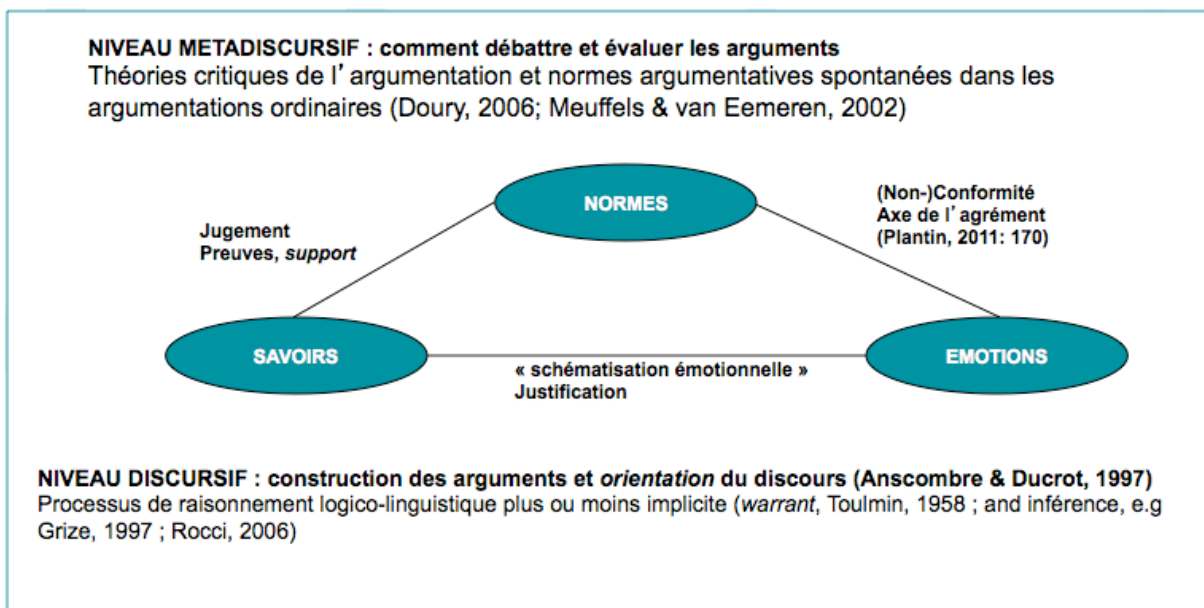 NIVEAU METADISCURSIF : comment débattre et évaluer les arguments
Théories critiques de l’argumentation et normes argumentatives spontanées dans les
argumentations ordinaires (Doury, 2006; Meuffels & van Eemeren, 2002)
NORMES
(Non-)Conformité
Axe de l’agrément
(Plantin, 2011: 170)
Jugement
Preuves, support
SAVOIRS
EMOTIONS
« schématisation émotionnelle »
Justification
NIVEAU DISCURSIF : construction des arguments et orientation du discours (Anscombre & Ducrot, 1997)
Processus de raisonnement logico-linguistique plus ou moins implicite (warrant, Toulmin, 1958 ; and inférence, e.g
Grize, 1997 ; Rocci, 2006)